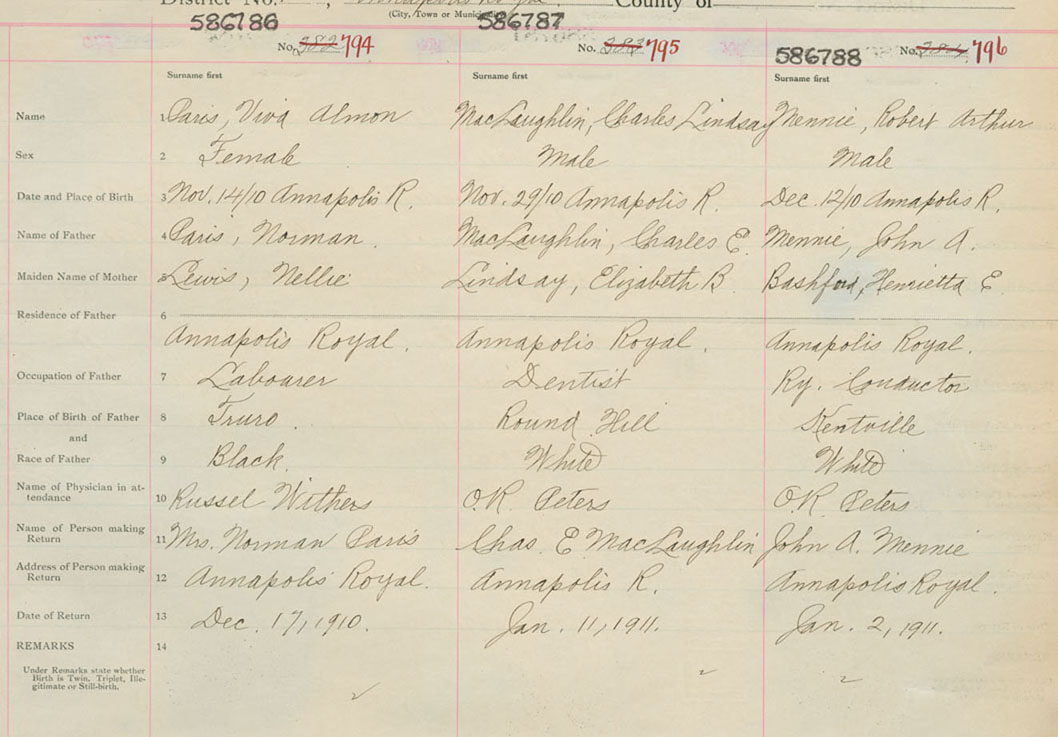 District No. , Annapolis Royal. County of
(City, Town or Municipality)
586786 586787
No. 382 794 No. 383 795 586788 No. 796
Surname first Surname first Surname first
Name 1 Paris, Viva Almon MacLaughlin, Charles Lindsay Mennie, Robert Arthur
Sex 2 Female Male Male
Date and Place of Birth 3 Nov. 14/10 Annapolis R. Nov. 29/10 Annapolis R. Dec. 12/10 Annapolis R.
Name of Father 4 Paris, Norman. MacLaughlin, Charles E. Mennie, John A.
Maiden Name of Mother 5 Lewis, Nellie Lindsay, Elizabeth B Bashford, Henrietta E
Residence of Father 6
Annapolis Royal. Annapolis Royal. Annapolis Royal.
Occupation of Father 7 Labourer Dentist Ry. Conductor
Place of Birth of Father 8 Truro. Round Hill Kentville
and
Race of Father 9 Black. White White
Name of Physician in at-
tendance 10 Russel Withers O.R. Peters O.R. Peters
Name of Person making
Return 11 Mrs. Norman Paris Chas. E MacLaughlin John A. Mennie
Address of Person making
Return 12 Annapolis Royal. Annapolis R. Annapolis Royal.
Date of Return 13 Dec. 17, 1910. Jan. 11, 1911. Jan. 2, 1911.
REMARKS 14
Under Remarks state whether
Birth is Twin, Triplet, Ille-
gitimate or Still-birth.